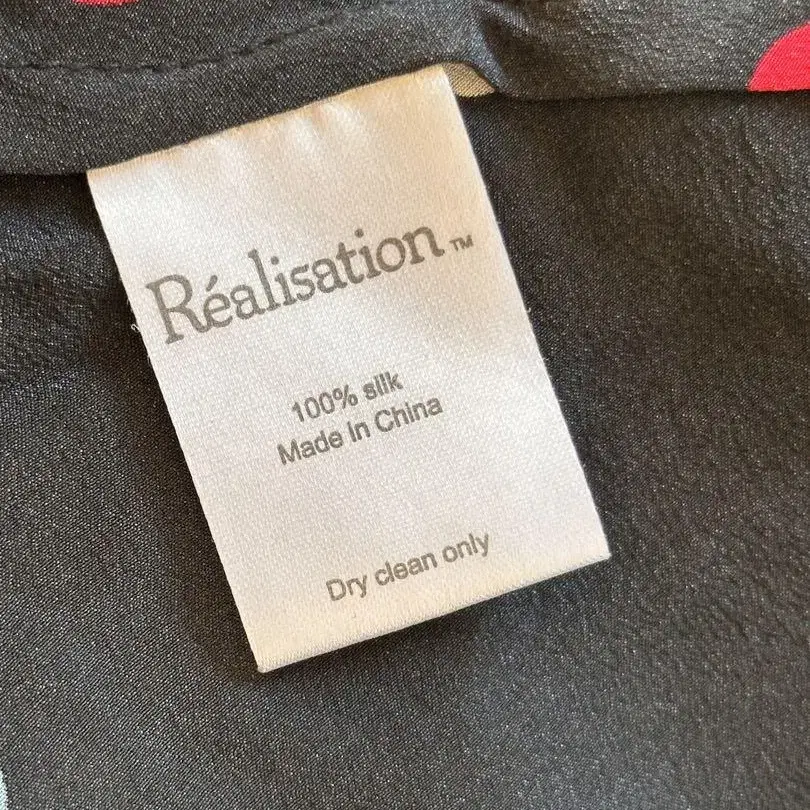 Réalisation™
100% silk
Made In China
Dry clean only